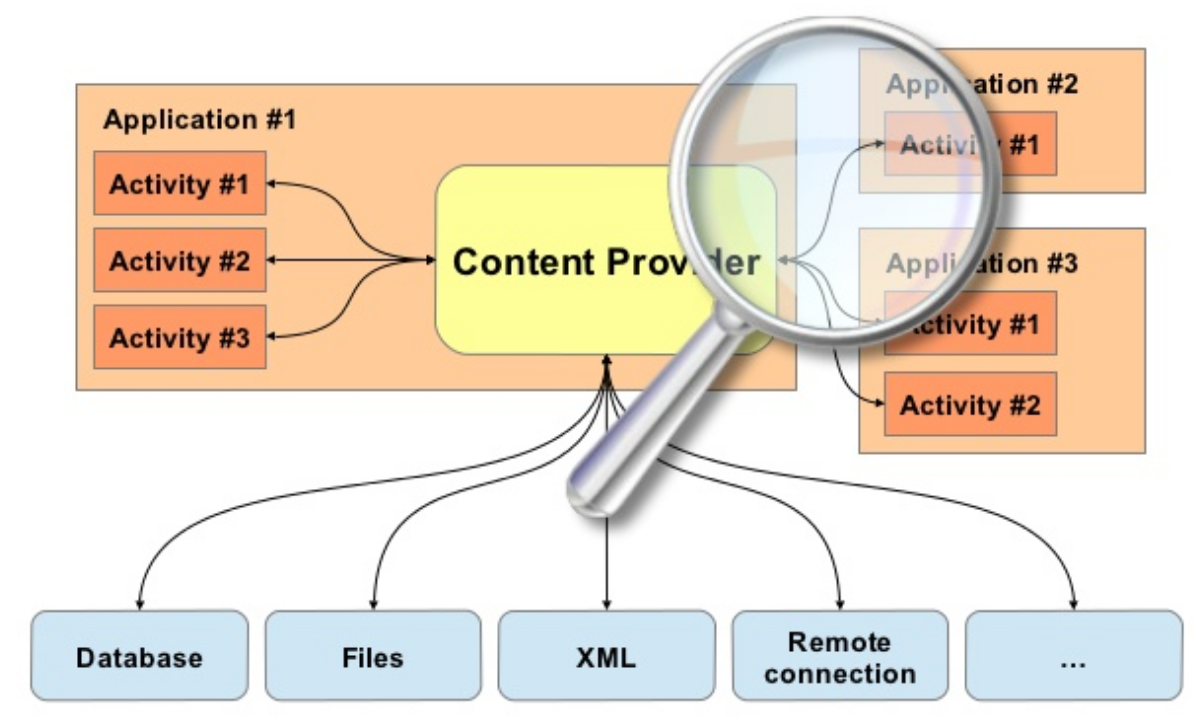 Application #1
Activity #1
Activity #2
Activity #3
Content Provider
Application #2
Activity #1
Application #3
Activity #1
Activity #2
Database
Files
XML
Remote
connection
...